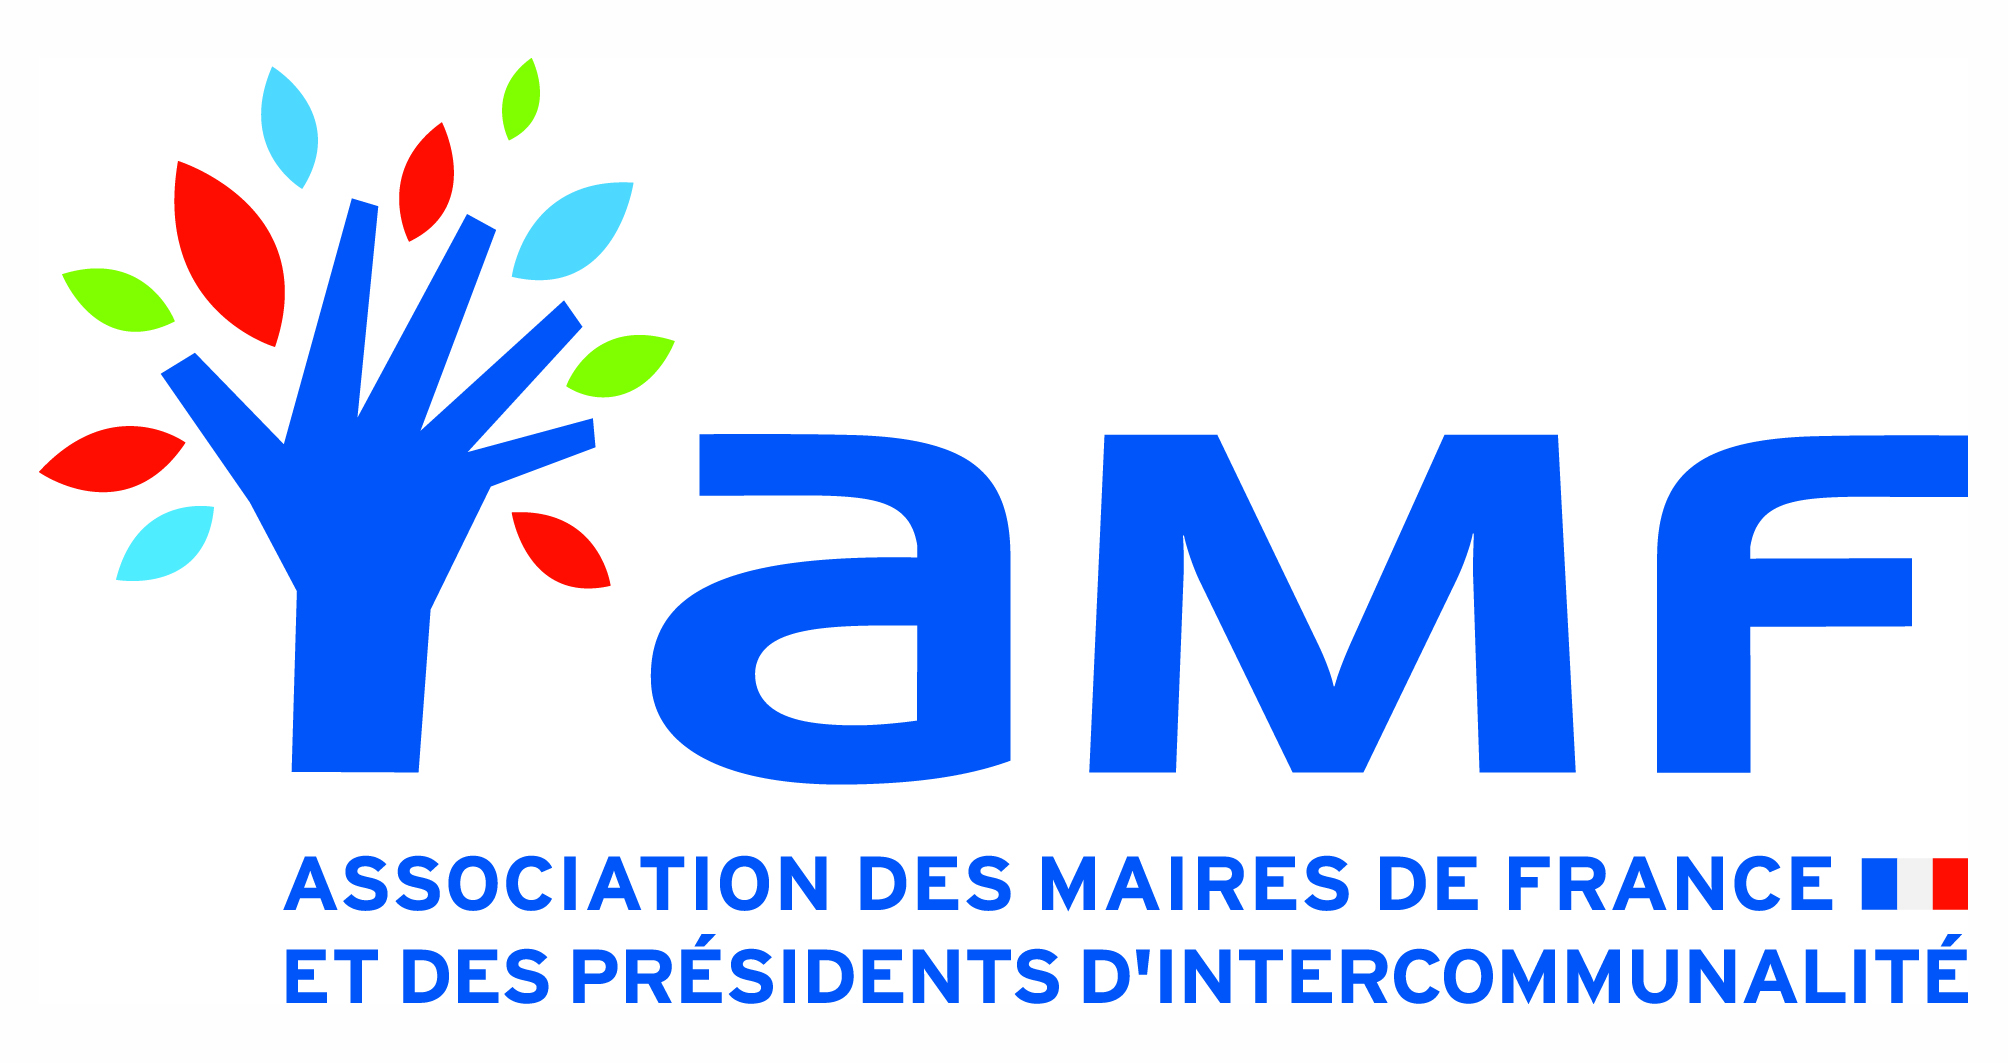 aMF
ASSOCIATION DES MAIRES DE FRANCE
ET DES PRÉSIDENTS D'INTERCOMMUNALITÉ